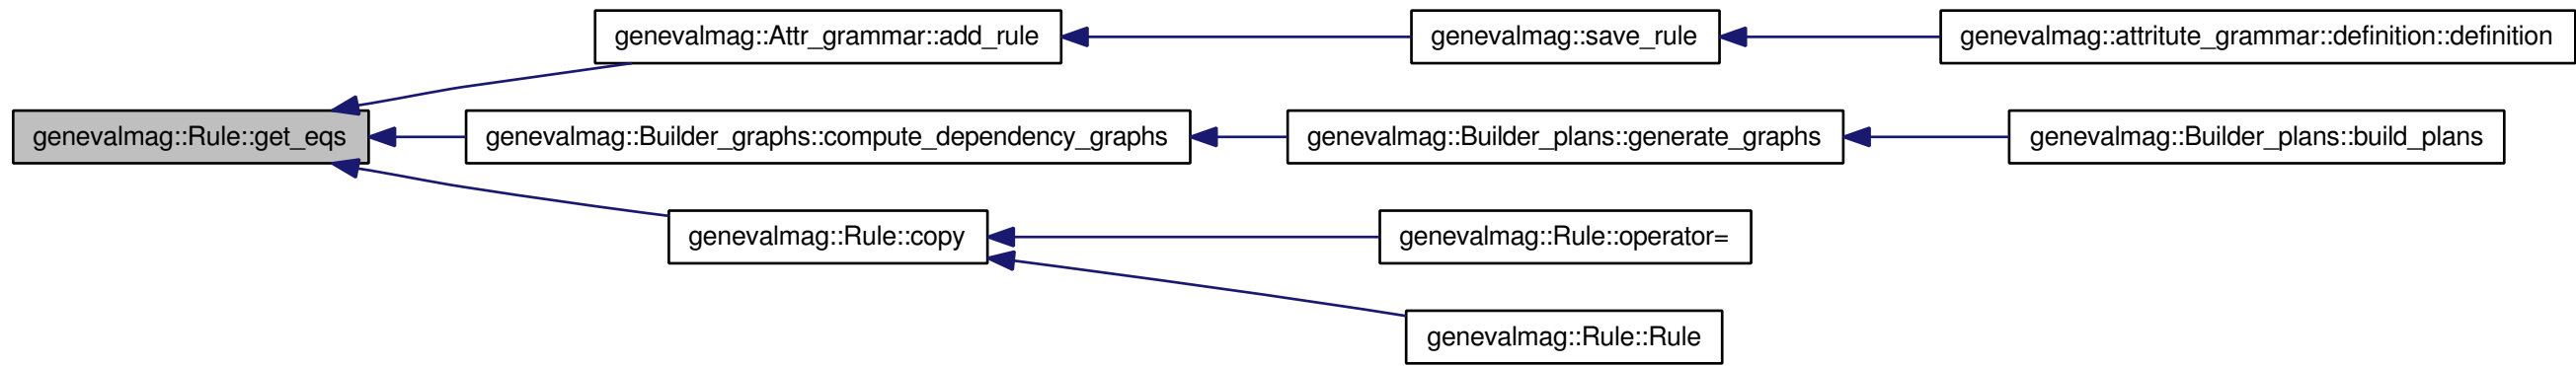 genevalmag::Attr_grammar::add_rule
genevalmag::save_rule
genevalmag::attritute_grammar::definition::definition
genevalmag::Rule::get_eqs
genevalmag::Builder_graphs::compute_dependency_graphs
genevalmag::Builder_plans::generate_graphs
genevalmag::Builder_plans::build_plans
genevalmag::Rule::copy
genevalmag::Rule::operator=
genevalmag::Rule::Rule